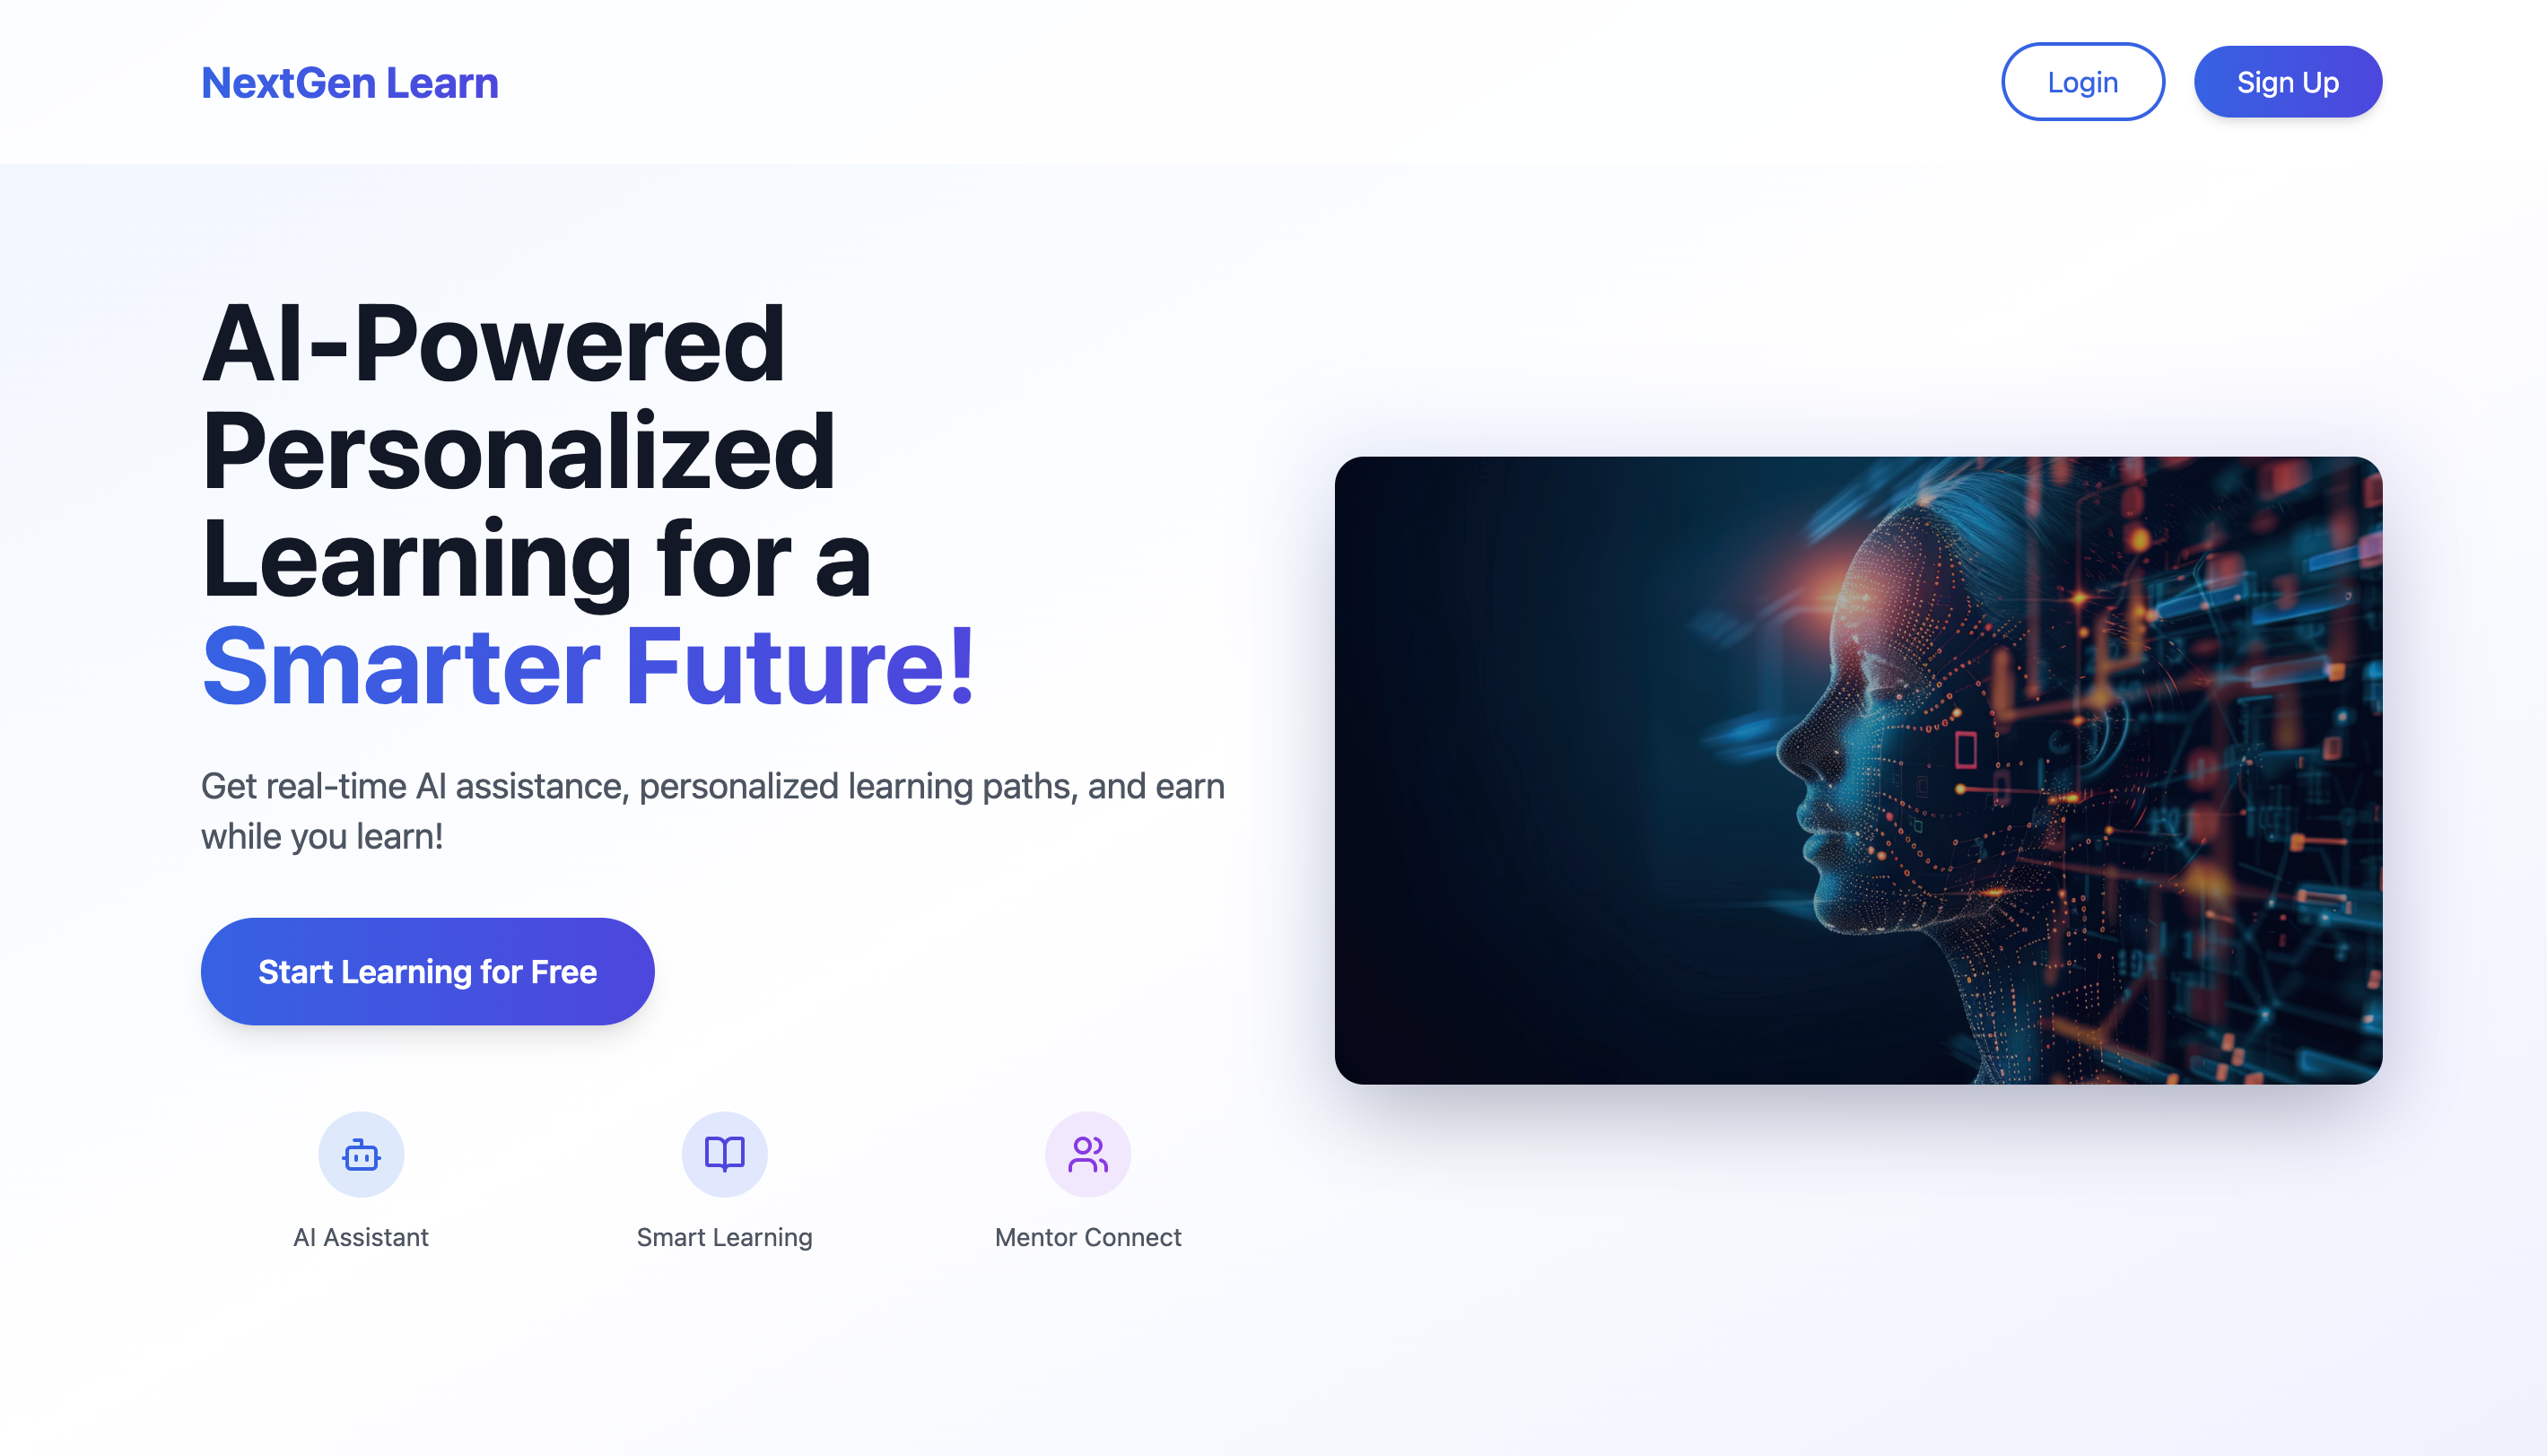 NextGen Learn
Login
Sign Up
AI-Powered
Personalized
Learning for a
Smarter Future!
Get real-time AI assistance, personalized learning paths, and earn
while you learn!
Start Learning for Free
AI Assistant
Smart Learning
Mentor Connect